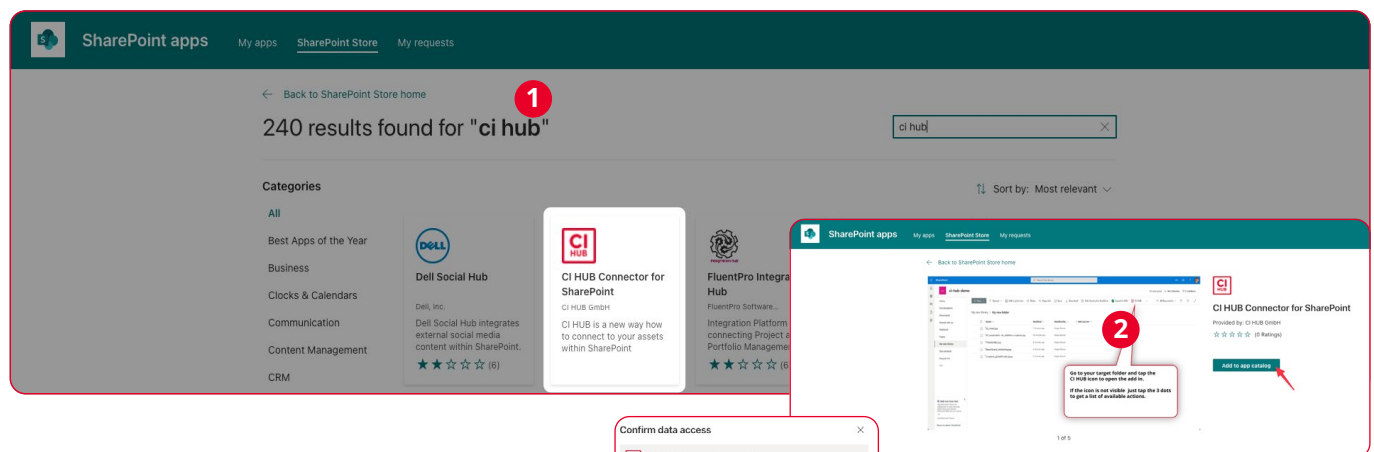 SharePoint apps My apps SharePoint Store My requests
← Back to SharePoint Store home
1
240 results found for "ci hub"
ci hub
Categories
Sort by: Most relevant
All
Best Apps of the Year
Business
Clocks & Calendars
Communication
Content Management
CRM
DELL
Dell Social Hub
Dell, Inc.
Dell Social Hub integrates
external social media
content within SharePoint.
(6)
CI
HUB
CI HUB Connector for
SharePoint
CI HUB GmbH
CI HUB is a new way how
to connect to your assets
within SharePoint
FluentPro Integra
Hub
FluentPro Software...
Integration Platform
connecting Project a
Portfolio Manageme
(6
SharePoint apps My apps SharePoint Store My requests
← Back to SharePoint Store home
ci hub demo
2
Go to your target folder and tap the
CI HUB icon to open the add in.
If the icon is not visible just tap the 3 dots
to get a list of available actions.
1 of 5
CI
HUB
CI HUB Connector for SharePoint
Provided by: CI HUB GmbH
(0 Ratings)
Add to app catalog
Confirm data access